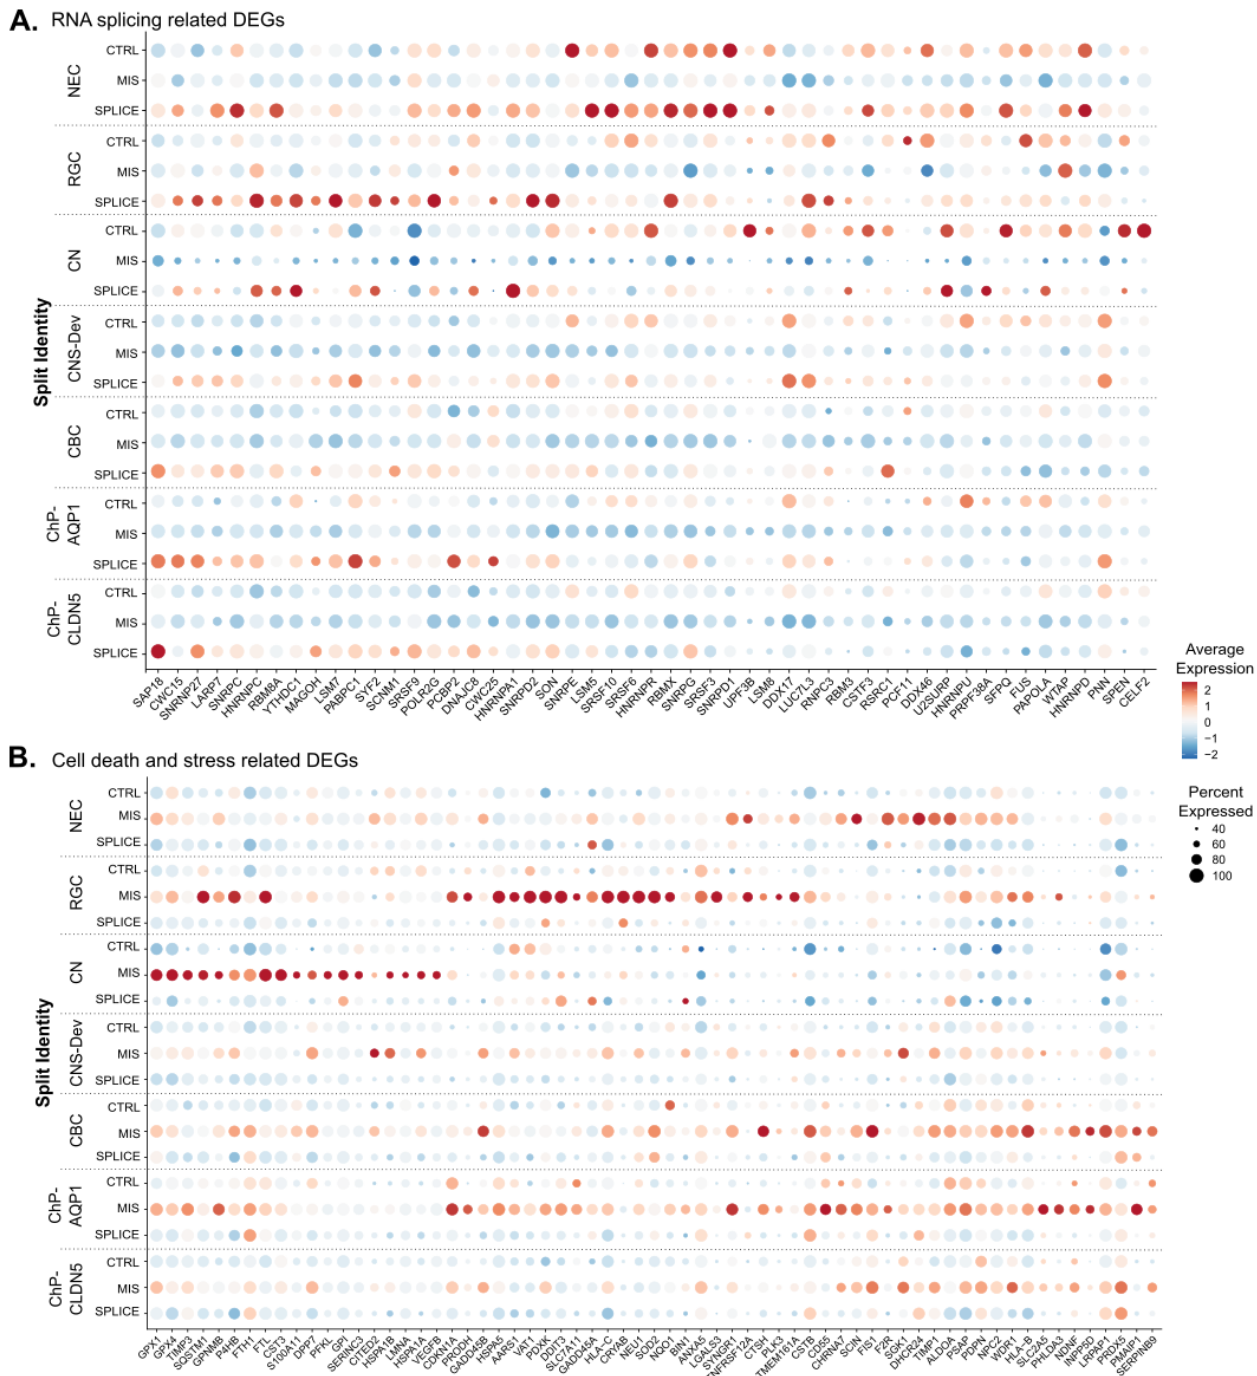 A. RNA splicing related DEGs
NEC
CTRL
MIS
SPLICE
RGC
CTRL
MIS
SPLICE
CN
CTRL
MIS
SPLICE
CNS-Dev
CTRL
MIS
SPLICE
CBC
CTRL
MIS
SPLICE
ChP-
AQP1
CTRL
MIS
SPLICE
ChP-
CLDN5
CTRL
MIS
SPLICE
Split Identity
SAP18
CWC15
SNRNP27
LARP7
SNRPC
HNRNPC
RBM8A
YTHDC1
MAGOH
LSM7
PABPC1
SYF2
SCNM1
SRSF9
POLR2G
PCBP2
DNAJC8
CWC25
HNRNPA1
SNRPD2
SON
SNRPE
LSM5
SRSF10
SRSF6
HNRNPR
RBMX
SNRPG
SRSF3
SNRPD1
UPF3B
LSM8
DDX17
LUC7L3
RNPC3
RBM3
CSTF3
RSRC1
PCF11
DDX46
U2SURP
HNRNPU
PRPF38A
SFPQ
FUS
PAPOLA
WTAP
HNRNPD
PNN
SPEN
CELF2
Average
Expression
2
1
0
−1
−2
Percent
Expressed
40
60
80
100
B. Cell death and stress related DEGs
NEC
CTRL
MIS
SPLICE
RGC
CTRL
MIS
SPLICE
CN
CTRL
MIS
SPLICE
CNS-Dev
CTRL
MIS
SPLICE
CBC
CTRL
MIS
SPLICE
ChP-
AQP1
CTRL
MIS
SPLICE
ChP-
CLDN5
CTRL
MIS
SPLICE
Split Identity
GPX1
GPX4
TIMP3
SQSTM1
GPNMB
P4HB
FTH1
FTL
CST3
S100A11
DPP7
PFKL
GPI
SERINC3
CITED2
HSPA1B
LMNA
HSPA1A
VEGFB
CDKN1A
PRODH
GADD45B
HSPA5
AARS1
VAT1
PDXK
DDIT3
SLC7A11
GADD45A
HLA−C
CRYAB
NEU1
SOD2
NQO1
BIN1
ANXA5
LGALS3
SYNGR1
TNFRSF12A
CTSH
PLK3
TMEM161A
CSTB
CD55
CHRNA7
SCIN
FIS1
F2R
SGK1
DHCR24
TIMP1
ALDOA
PSAP
PDPN
NPC2
WDR1
HLA−B
SLC2A5
PHLDA3
NDNF
INPP5D
LRPAP1
PRDX5
PMAIP1
SERPINB9